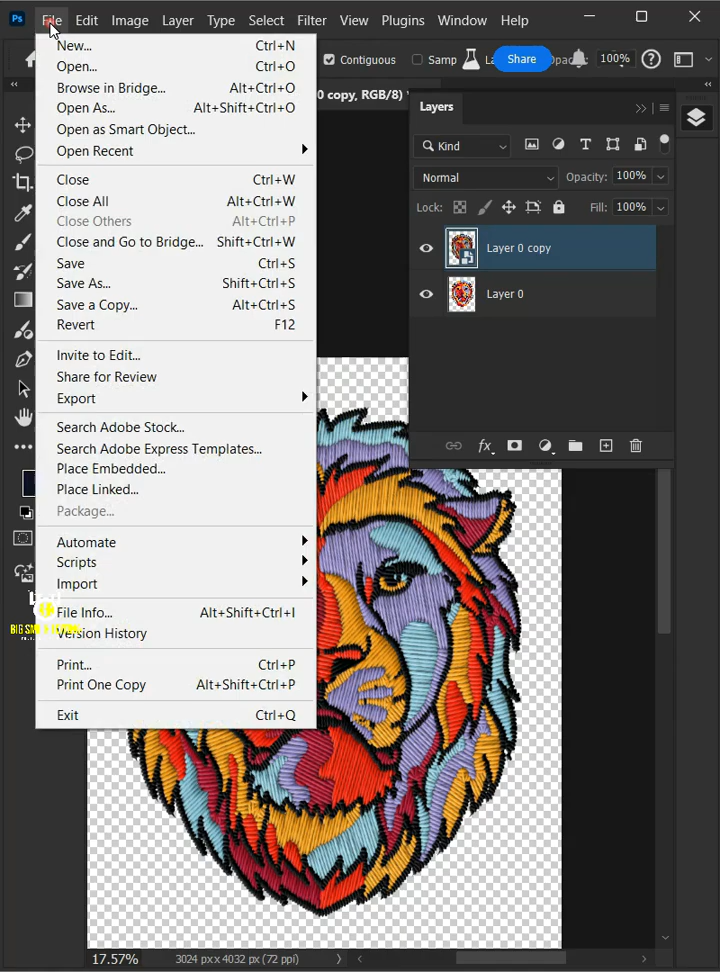 Ps File Edit Image Layer Type Select Filter View Plugins Window Help
Contiguous Samp Share 100%
0 copy, RGB/8)
New... Ctrl+N
Open... Ctrl+O
Browse in Bridge... Alt+Ctrl+O
Open As... Alt+Shift+Ctrl+O
Open as Smart Object...
Open Recent
Close Ctrl+W
Close All Alt+Ctrl+W
Close Others Alt+Ctrl+P
Close and Go to Bridge... Shift+Ctrl+W
Save Ctrl+S
Save As... Shift+Ctrl+S
Save a Copy... Alt+Ctrl+S
Revert F12
Invite to Edit...
Share for Review
Export
Search Adobe Stock...
Search Adobe Express Templates...
Place Embedded...
Place Linked...
Package...
Automate
Scripts
Import
File Info... Alt+Shift+Ctrl+I
Version History
Print... Ctrl+P
Print One Copy Alt+Shift+Ctrl+P
Exit Ctrl+Q
Layers
Kind
Normal Opacity: 100%
Lock: Fill: 100%
Layer 0 copy
Layer 0
fx
17.57% 3024 px x 4032 px (72 ppi)